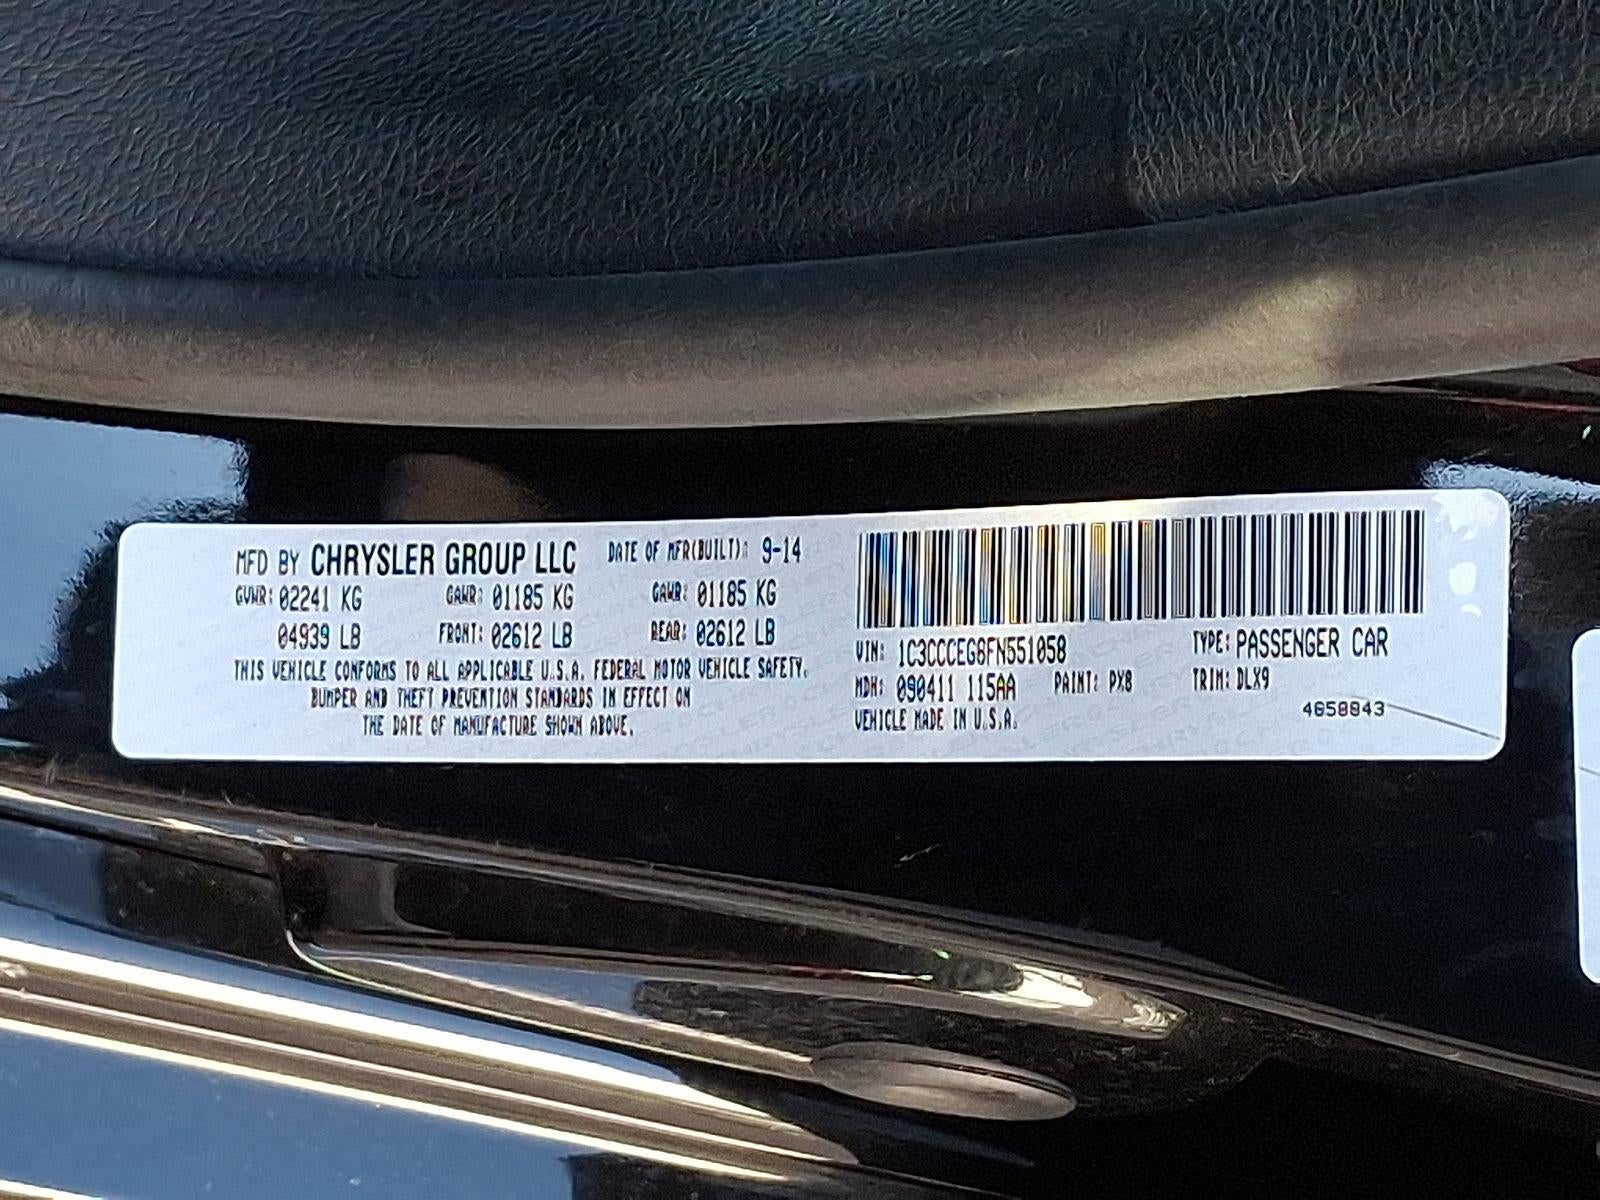 MFD BY CHRYSLER GROUP LLC DATE OF MFR(BUILT): 9-14
GVWR: 02241 KG GAWR: 01185 KG GAWR: 01185 KG
04939 LB FRONT: 02612 LB REAR: 02612 LB
THIS VEHICLE CONFORMS TO ALL APPLICABLE U.S.A. FEDERAL MOTOR VEHICLE SAFETY,
BUMPER AND THEFT PREVENTION STANDARDS IN EFFECT ON
THE DATE OF MANUFACTURE SHOWN ABOVE.
VIN: 1C3CCCEG6FN551058 TYPE: PASSENGER CAR
MDH: 090411 115AA PAINT: PX8 TRIM: DLX9
VEHICLE MADE IN U.S.A.